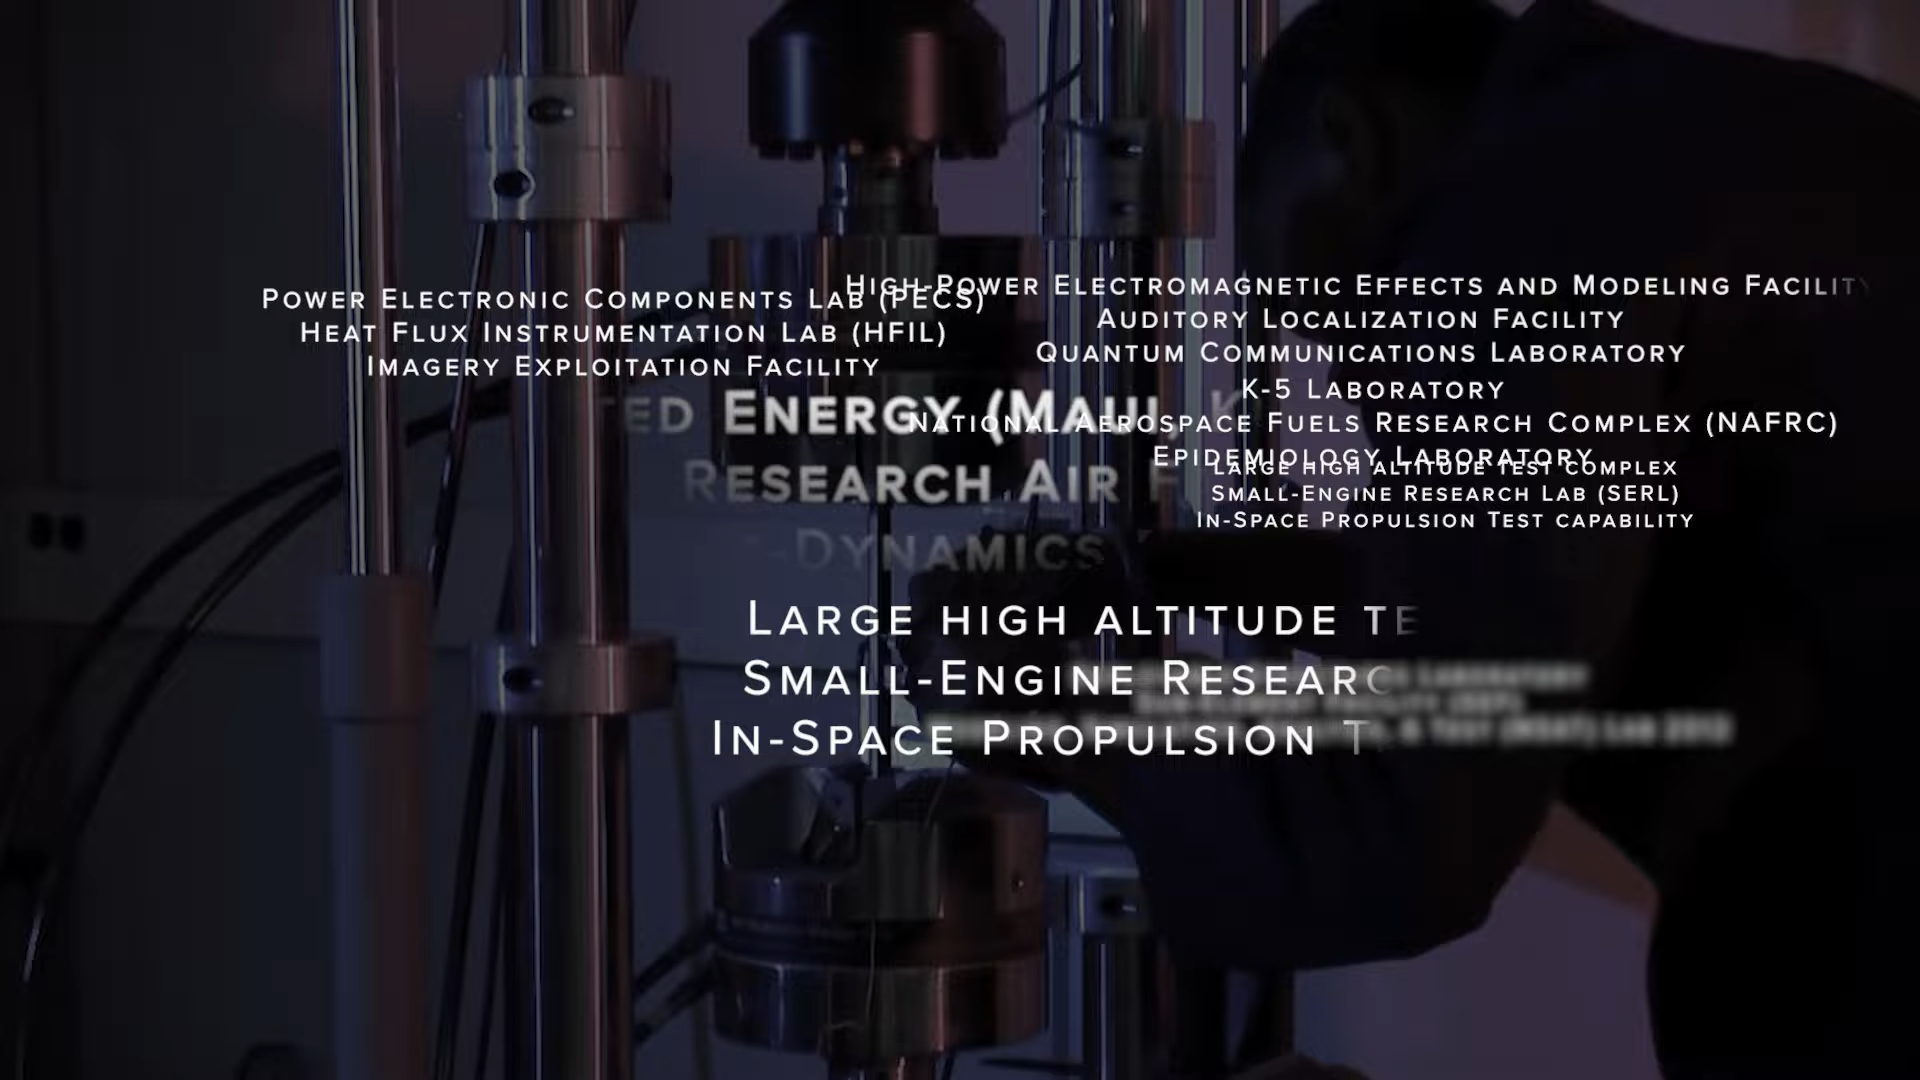 Power Electronic Components Lab (PECS)
Heat Flux Instrumentation Lab (HFIL)
Imagery Exploitation Facility
High-Power Electromagnetic Effects and Modeling Facility
Auditory Localization Facility
Quantum Communications Laboratory
K-5 Laboratory
National Aerospace Fuels Research Complex (NAFRC)
Epidemiology Laboratory
Large high altitude test complex
Small-Engine Research Lab (SERL)
In-Space Propulsion Test capability
Energy (Maui,
Research Air
-Dynamics
Large high altitude te
Small-Engine Researc
In-Space Propulsion T
Laboratory